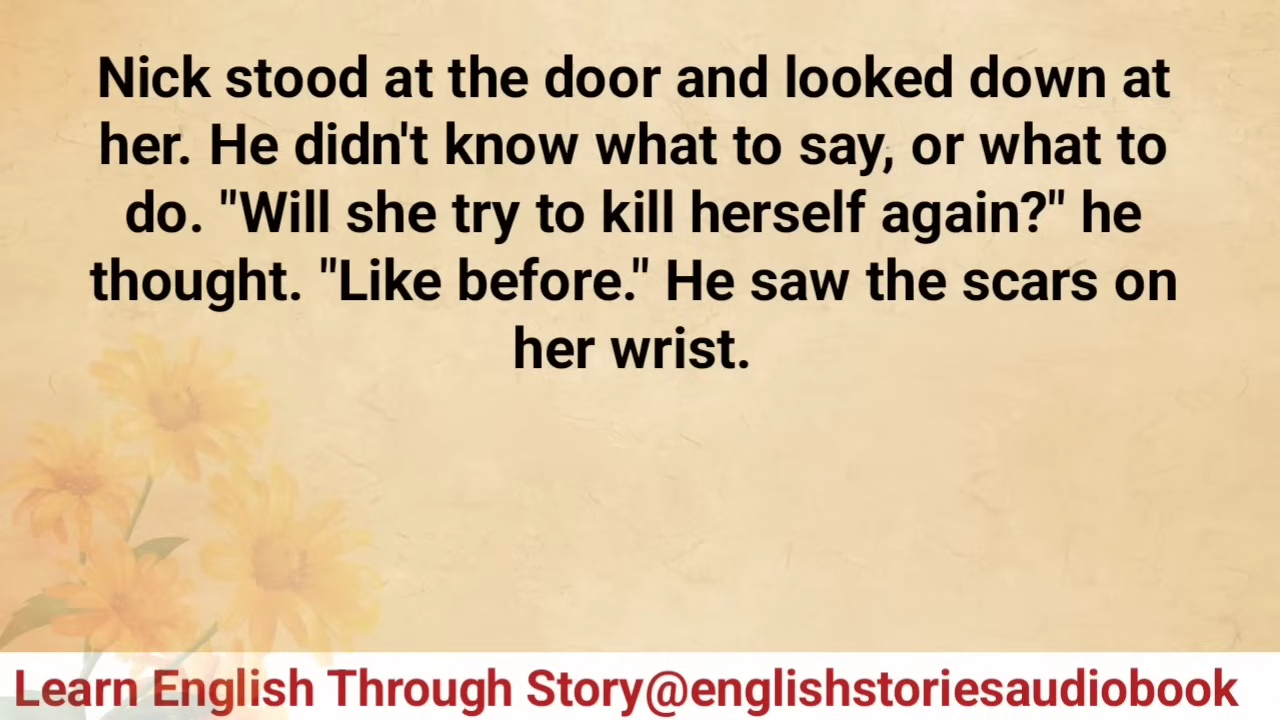 Nick stood at the door and looked down at
her. He didn't know what to say, or what to
do. "Will she try to kill herself again?" he
thought. "Like before." He saw the scars on
her wrist.
Learn English Through Story@englishstoriesaudiobook